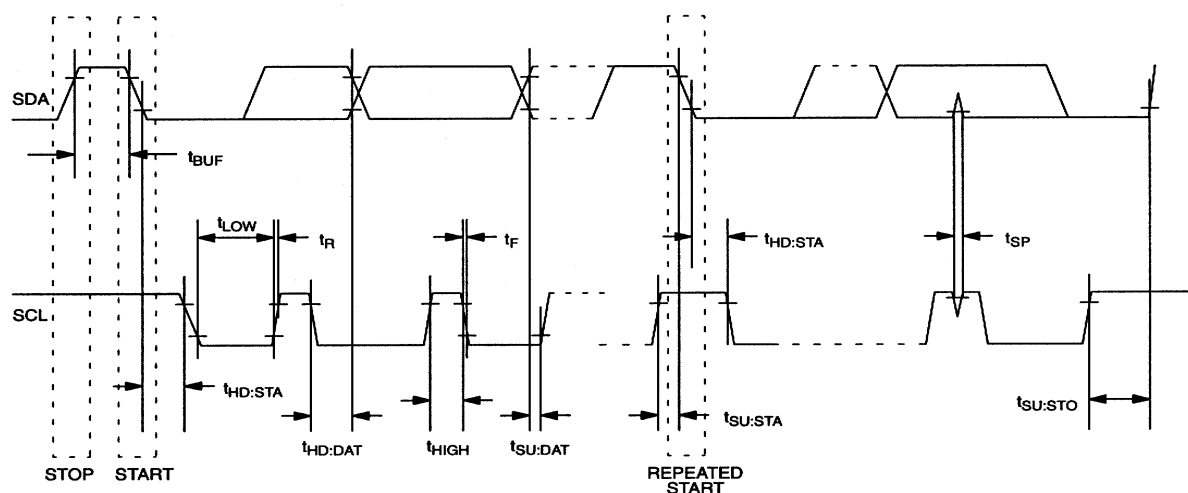 SDA
tBUF
tLOW
tR
tF
tHD:STA
tSP
SCL
tHD:STA
tHD:DAT
tHIGH
tSU:DAT
tSU:STA
tSU:STO
STOP
START
REPEATED
START